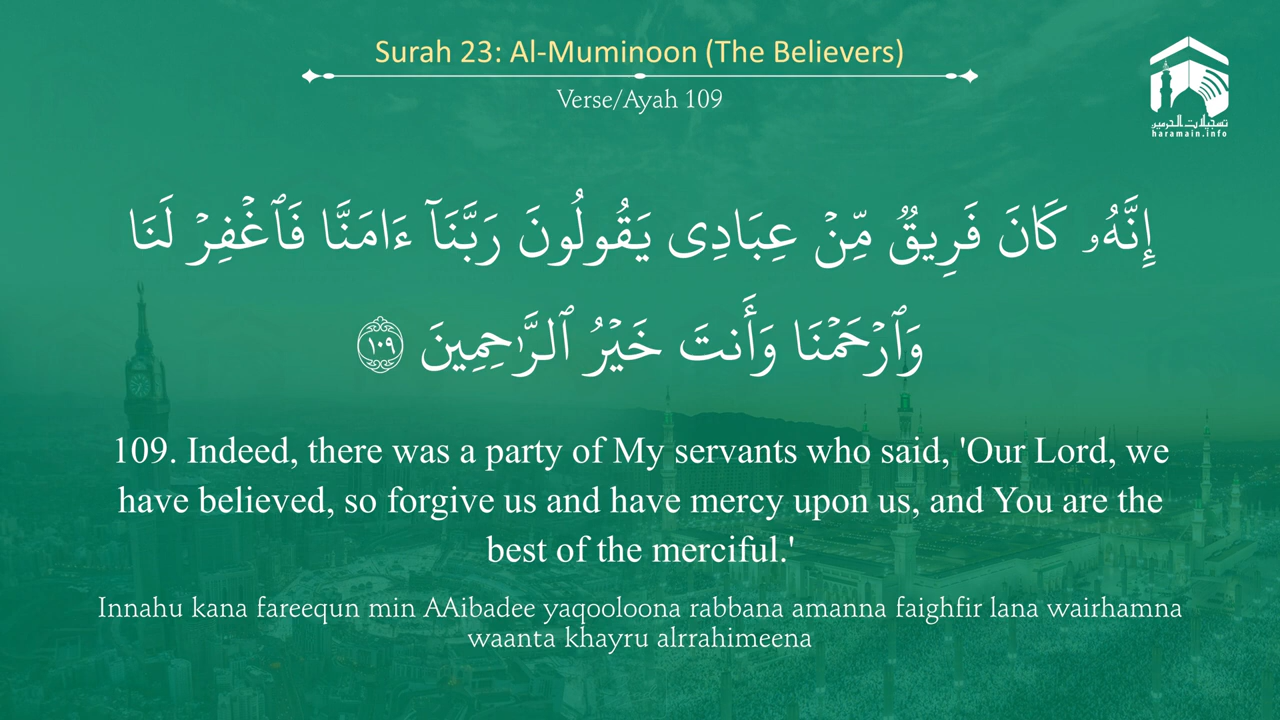 Surah 23: Al-Muminoon (The Believers)
Verse/Ayah 109
تسجيلات الحرمين
haramain.info
إِنَّهُۥ كَانَ فَرِيقٌۭ مِّنْ عِبَادِى يَقُولُونَ رَبَّنَآ ءَامَنَّا فَٱغْفِرْ لَنَا
وَٱرْحَمْنَا وَأَنتَ خَيْرُ ٱلرَّٰحِمِينَ ١٠٩
109. Indeed, there was a party of My servants who said, 'Our Lord, we
have believed, so forgive us and have mercy upon us, and You are the
best of the merciful.'
Innahu kana fareequn min AAibadee yaqooloona rabbana amanna faighfir lana wairhamna
waanta khayru alrrahimeena